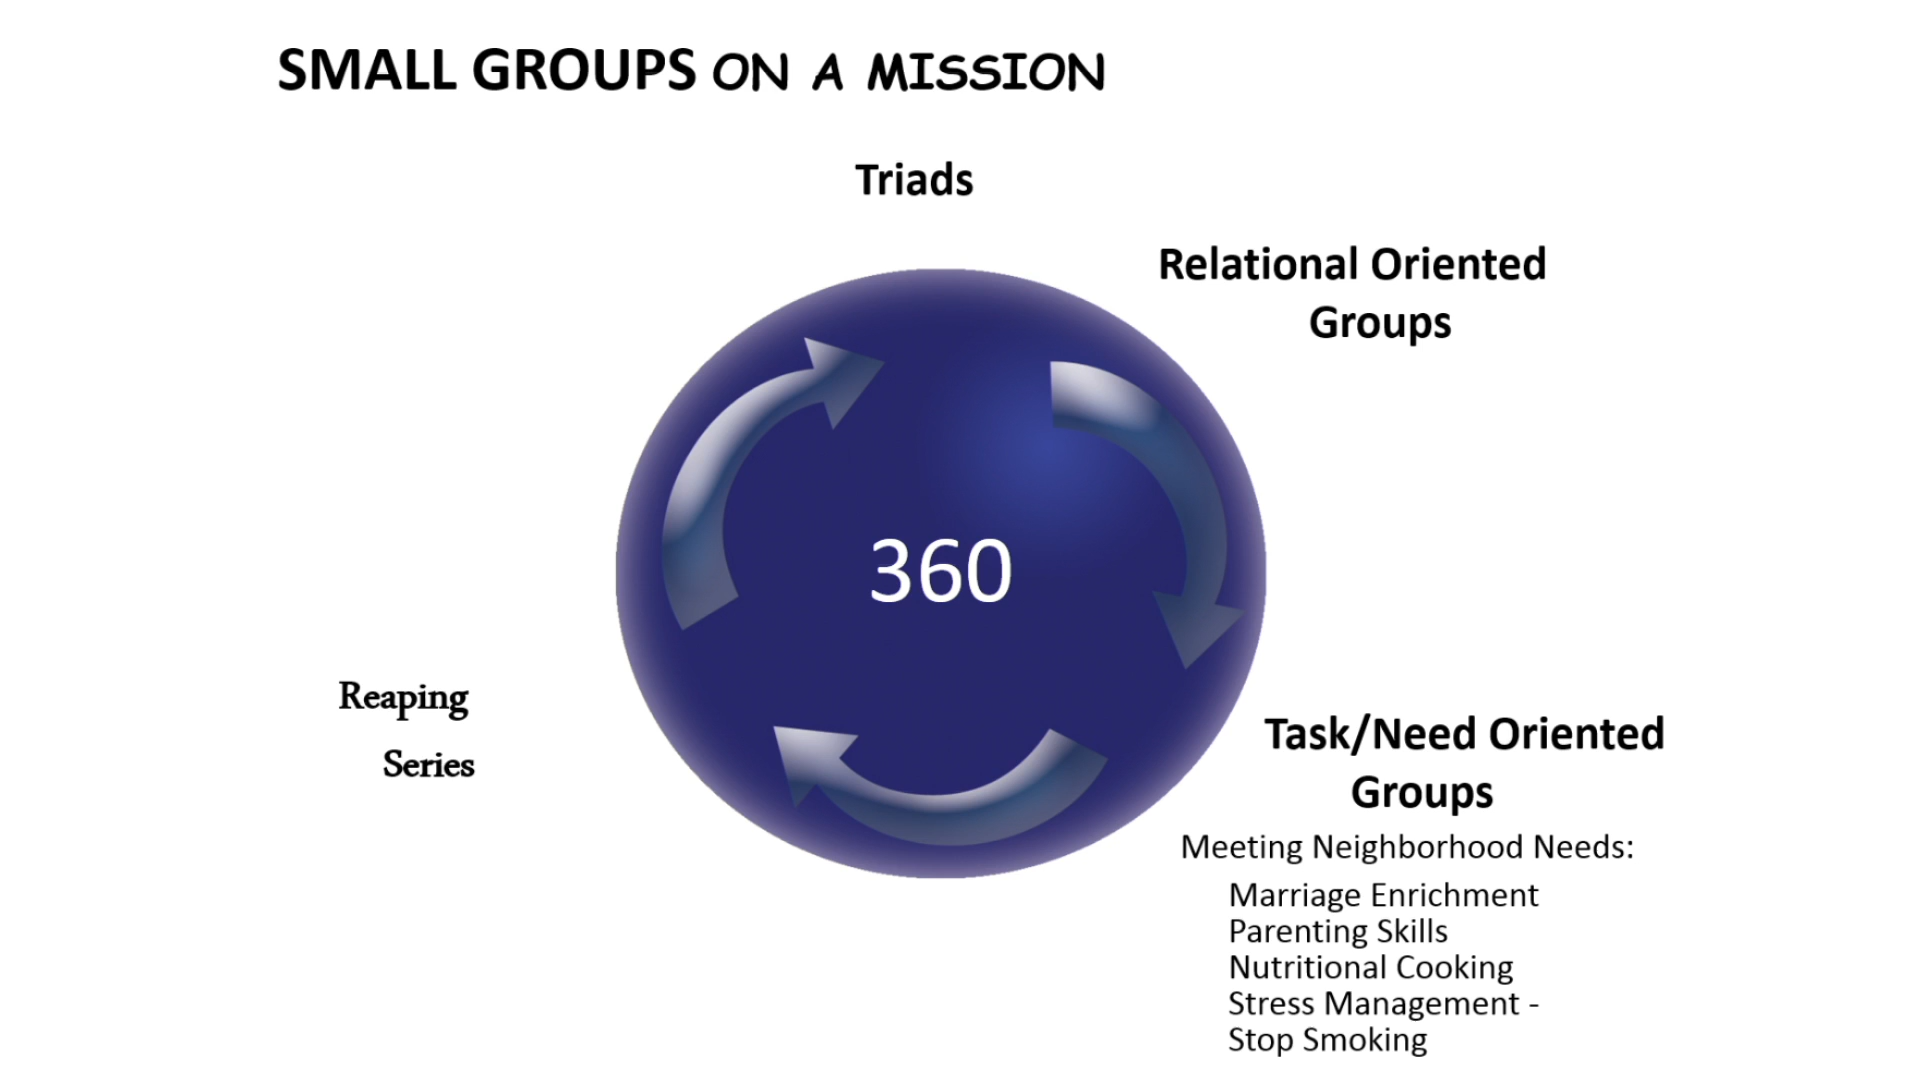 SMALL GROUPS ON A MISSION
Triads
Relational Oriented
Groups
360
Reaping
Series
Task/Need Oriented
Groups
Meeting Neighborhood Needs:
Marriage Enrichment
Parenting Skills
Nutritional Cooking
Stress Management -
Stop Smoking